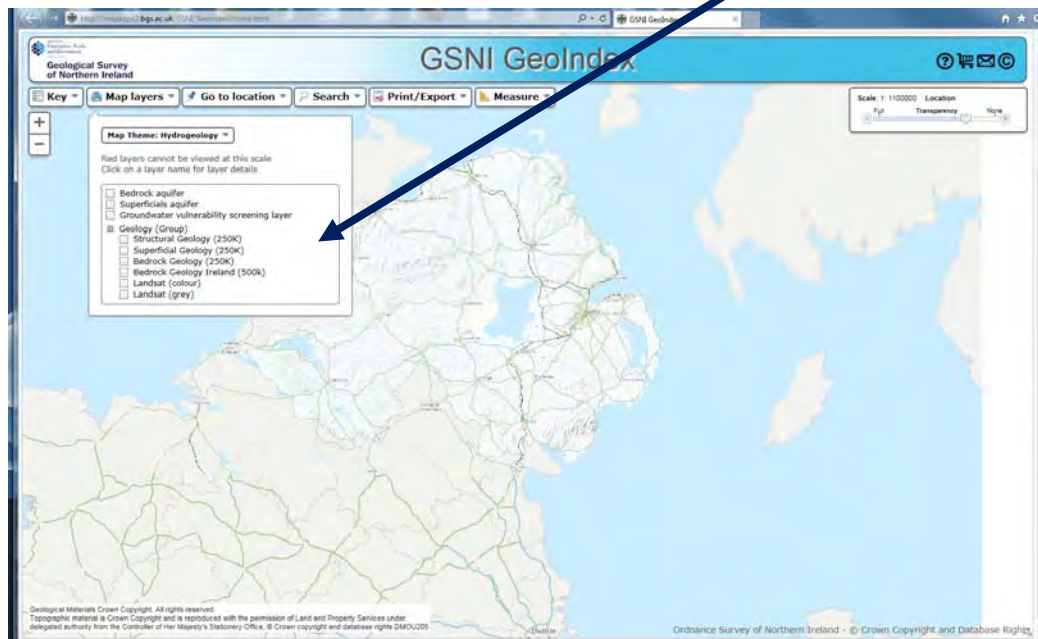 bgs.ac.uk
GSNI GeoIndex
Geological Survey
of Northern Ireland
GSNI GeoIndex
Key
Map layers
Go to location
Search
Print/Export
Measure
Scale: 1: 1100000 Location:
Full Transparency None
+
−
Map Theme: Hydrogeology
Red layers cannot be viewed at this scale
Click on a layer name for layer details
Bedrock aquifer
Superficials aquifer
Groundwater vulnerability screening layer
Geology (Group)
Structural Geology (250K)
Superficial Geology (250K)
Bedrock Geology (250K)
Bedrock Geology Ireland (500k)
Landsat (colour)
Landsat (grey)
Geological Materials Crown Copyright. All rights reserved.
Topographic material is Crown Copyright and is reproduced with the permission of Land and Property Services under
delegated authority from the Controller of Her Majesty's Stationery Office, © Crown copyright and database rights DMOU205
Ordnance Survey of Northern Ireland - © Crown Copyright and Database Rights